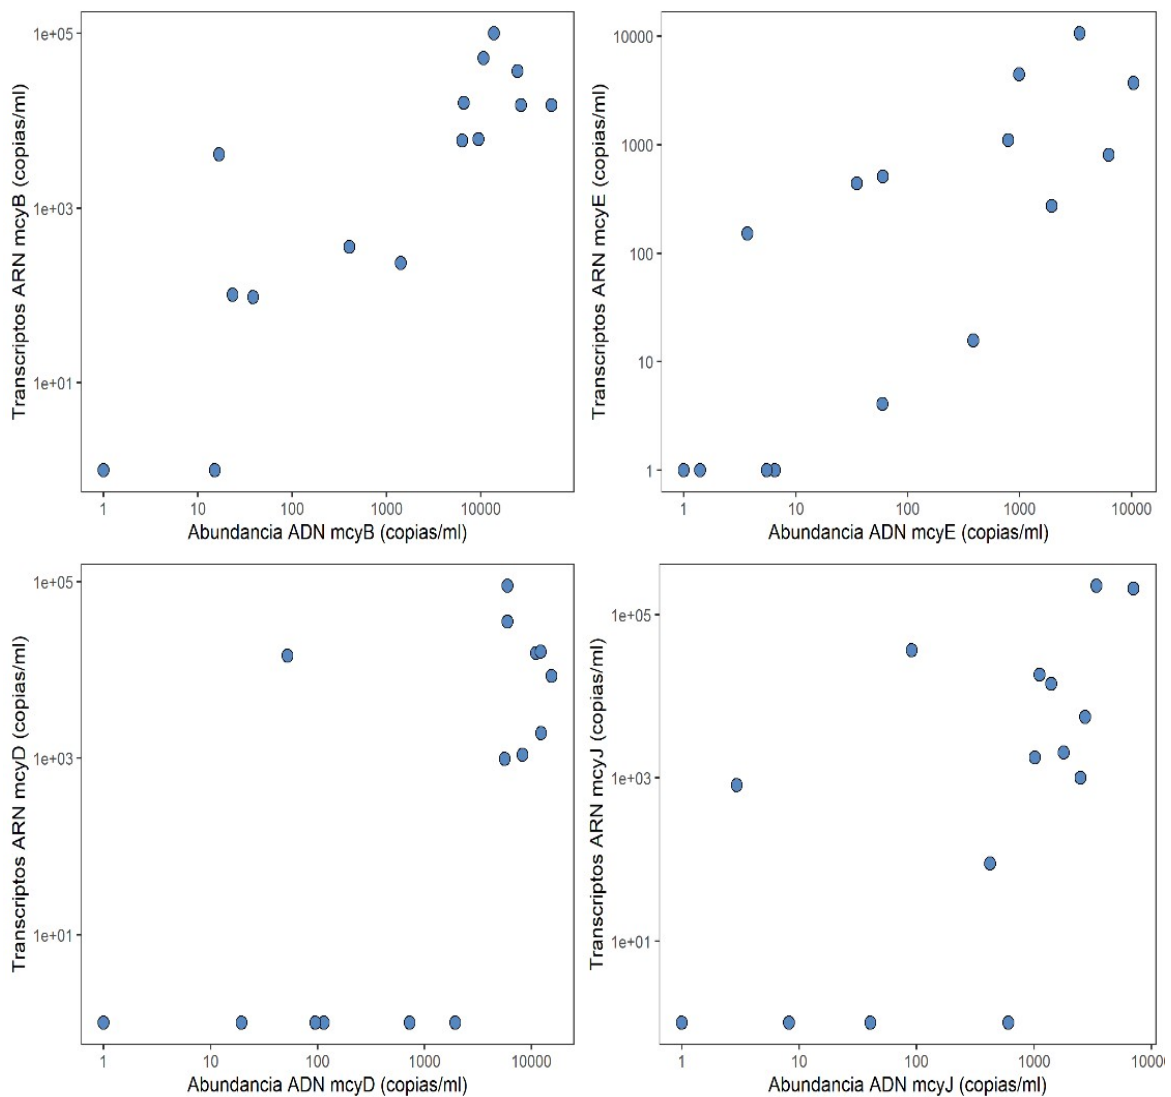 Transcriptos ARN mcyB (copias/ml)
1e+05
1e+03
1e+01
1
10
100
1000
10000
Abundancia ADN mcyB (copias/ml)
Transcriptos ARN mcyE (copias/ml)
10000
1000
100
10
1
1
10
100
1000
10000
Abundancia ADN mcyE (copias/ml)
Transcriptos ARN mcyD (copias/ml)
1e+05
1e+03
1e+01
1
10
100
1000
10000
Abundancia ADN mcyD (copias/ml)
Transcriptos ARN mcyJ (copias/ml)
1e+05
1e+03
1e+01
1
10
100
1000
1000
Abundancia ADN mcyJ (copias/ml)